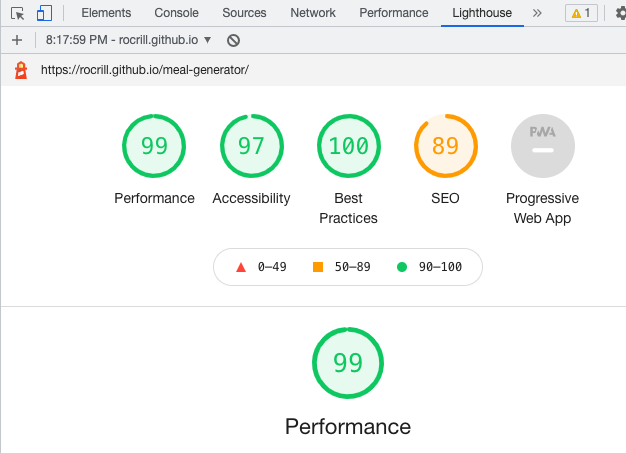 Elements Console Sources Network Performance Lighthouse » 1
+ 8:17:59 PM - rocrill.github.io ▼
https://rocrill.github.io/meal-generator/
99 97 100 89 PWA
Performance Accessibility Best Practices SEO Progressive Web App
0–49 50–89 90–100
99
Performance